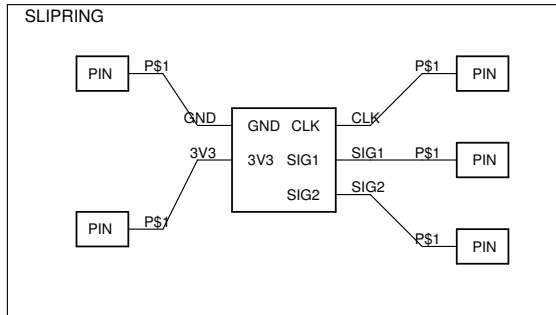 SLIPRING
PIN P$1 P$1 PIN
GND GND CLK CLK
3V3 3V3 SIG1 SIG1 P$1 PIN
SIG2 SIG2
PIN P$1 P$1 PIN